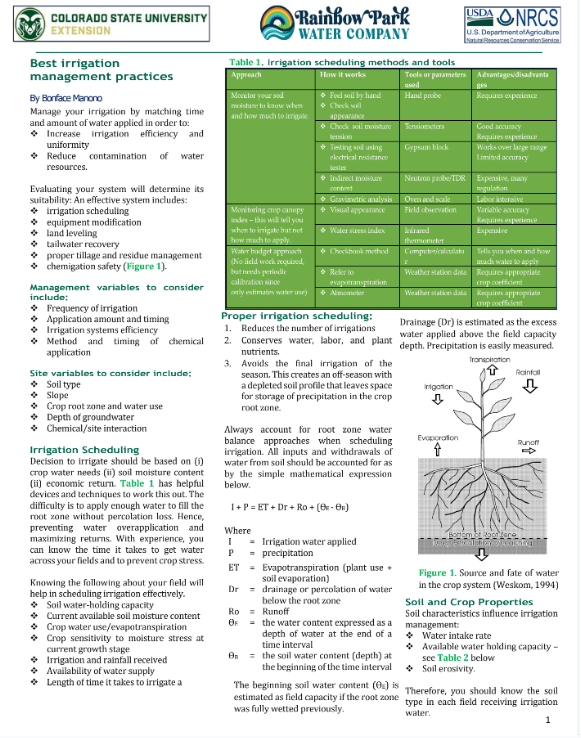 COLORADO STATE UNIVERSITY
EXTENSION
Rainbow Park
WATER COMPANY
USDA NRCS
U.S. Department of Agriculture
Natural Resources Conservation Service
Best irrigation
management practices
By Bonface Manono
Manage your irrigation by matching time
and amount of water applied in order to:
❖ Increase irrigation efficiency and
uniformity
❖ Reduce contamination of water
resources.
Evaluating your system will determine its
suitability: An effective system includes:
❖ irrigation scheduling
❖ equipment modification
❖ land leveling
❖ tailwater recovery
❖ proper tillage and residue management
❖ chemigation safety (Figure 1).
Management variables to consider
include;
❖ Frequency of irrigation
❖ Application amount and timing
❖ Irrigation systems efficiency
❖ Method and timing of chemical
application
Site variables to consider include;
❖ Soil type
❖ Slope
❖ Crop root zone and water use
❖ Depth of groundwater
❖ Chemical/site interaction
Irrigation Scheduling
Decision to irrigate should be based on (i)
crop water needs (ii) soil moisture content
(ii) economic return. Table 1 has helpful
devices and techniques to work this out. The
difficulty is to apply enough water to fill the
root zone without percolation loss. Hence,
preventing water overapplication and
maximizing returns. With experience, you
can know the time it takes to get water
across your fields and to prevent crop stress.
Knowing the following about your field will
help in scheduling irrigation effectively.
❖ Soil water-holding capacity
❖ Current available soil moisture content
❖ Crop water use/evapotranspiration
❖ Crop sensitivity to moisture stress at
current growth stage
❖ Irrigation and rainfall received
❖ Availability of water supply
❖ Length of time it takes to irrigate a
Table 1. Irrigation scheduling methods and tools
Approach How it works Tools or parameters used Advantages/disadvantages
Monitor your soil moisture to know when and how much to irrigate
❖ Feel soil by hand
❖ Check soil appearance
Hand probe Requires experience
❖ Check soil moisture tension Tensiometers Good accuracy Requires experience
❖ Testing soil using electrical resistance tester Gypsum block Works over large range Limited accuracy
❖ Indirect moisture content Neutron probe/TDR Expensive, many regulation
❖ Gravimetric analysis Oven and scale Labor intensive
Monitoring crop canopy index – this will tell you when to irrigate but not how much to apply.
❖ Visual appearance Field observation Variable accuracy Requires experience
❖ Water stress index Infrared thermometer Expensive
Water budget approach (No field work required, but needs periodic calibration since only estimates water use)
❖ Checkbook method Computer/calculator Tells you when and how much water to apply
❖ Refer to evapotranspiration Weather station data Requires appropriate crop coefficient
❖ Atmometer Weather station data Requires appropriate crop coefficient
Proper irrigation scheduling:
1. Reduces the number of irrigations
2. Conserves water, labor, and plant
nutrients.
3. Avoids the final irrigation of the
season. This creates an off-season with
a depleted soil profile that leaves space
for storage of precipitation in the crop
root zone.
Always account for root zone water
balance approaches when scheduling
irrigation. All inputs and withdrawals of
water from soil should be accounted for as
by the simple mathematical expression
below.
I + P = ET + Dr + Ro + (θE - θB)
Where
I = Irrigation water applied
P = precipitation
ET = Evapotranspiration (plant use +
soil evaporation)
Dr = drainage or percolation of water
below the root zone
Ro = Runoff
θE = the water content expressed as a
depth of water at the end of a
time interval
θB = the soil water content (depth) at
the beginning of the time interval
The beginning soil water content (θB) is
estimated as field capacity if the root zone
was fully wetted previously.
Drainage (Dr) is estimated as the excess
water applied above the field capacity
depth. Precipitation is easily measured.
Transpiration
Rainfall
Irrigation
Evaporation
Runoff
Bottom of Root Zone
Figure 1. Source and fate of water
in the crop system (Weskom, 1994)
Soil and Crop Properties
Soil characteristics influence irrigation
management:
❖ Water intake rate
❖ Available water holding capacity –
see Table 2 below
❖ Soil erosivity.
Therefore, you should know the soil
type in each field receiving irrigation
water.
1